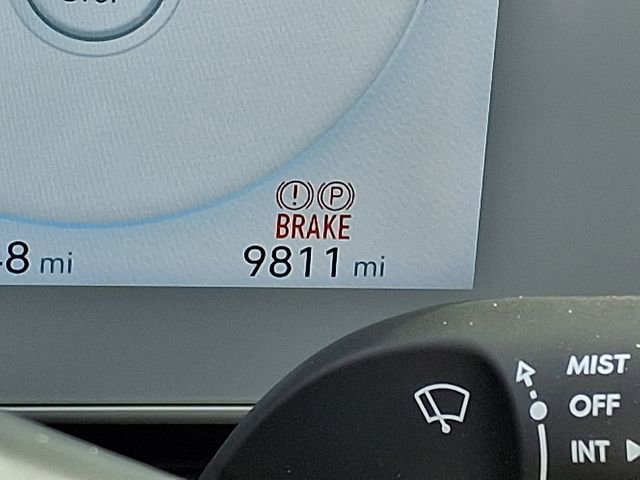 ! P
BRAKE
8 mi
9811 mi
MIST
OFF
INT